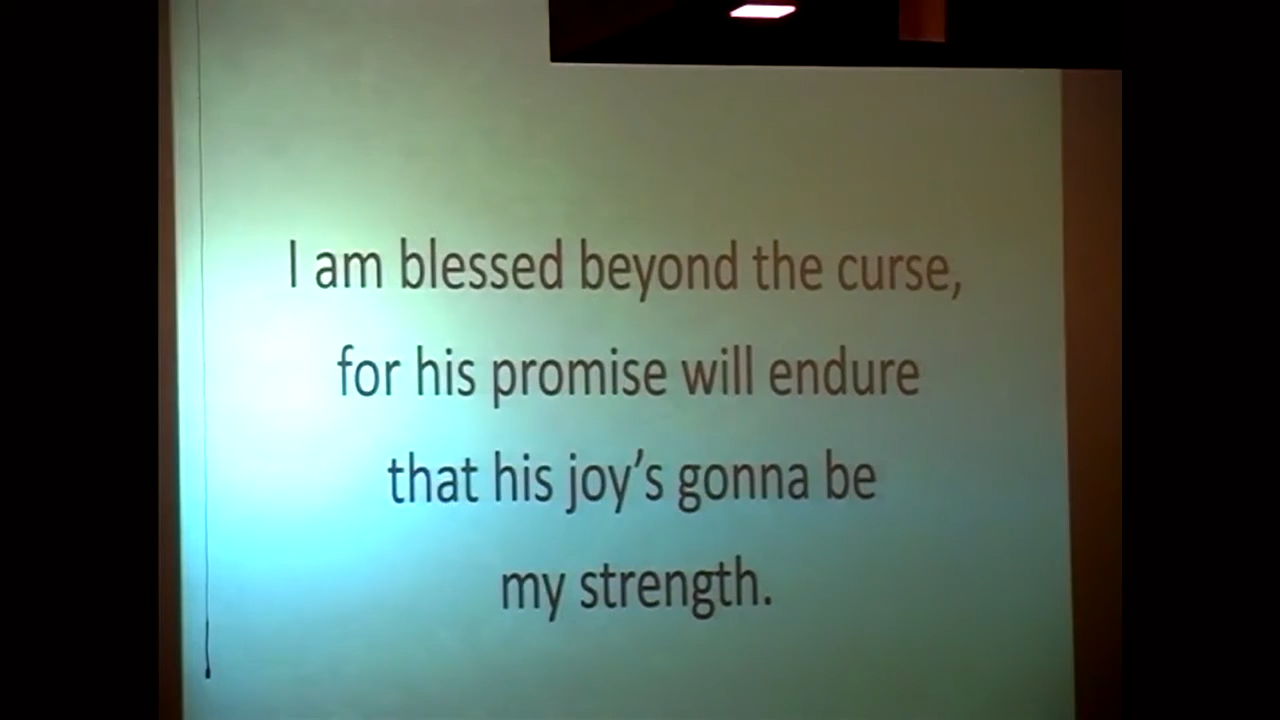 I am blessed beyond the curse,
for his promise will endure
that his joy’s gonna be
my strength.